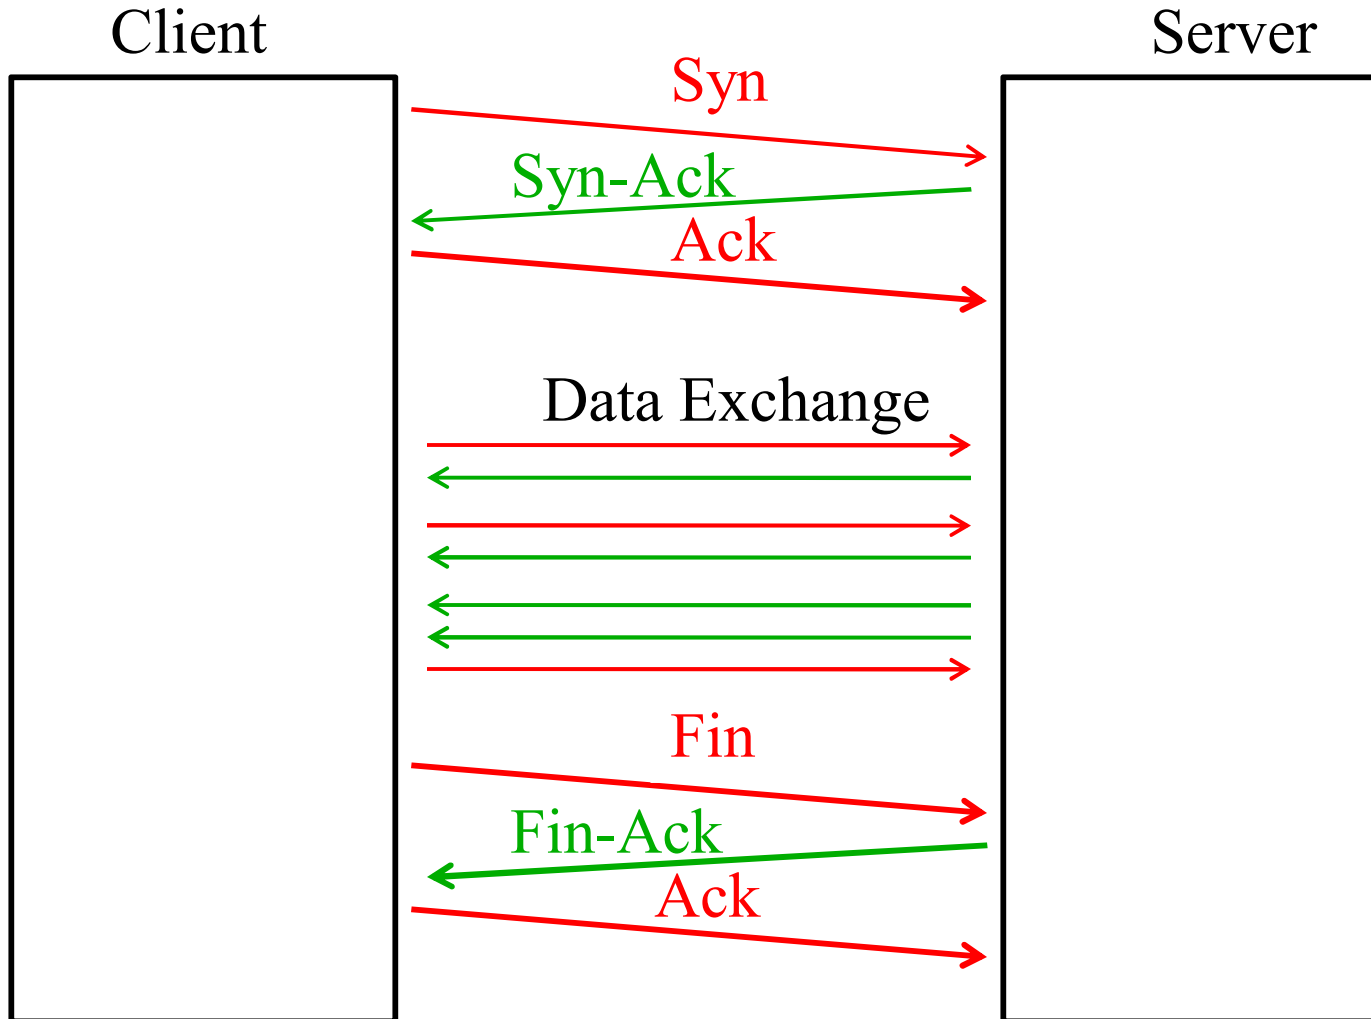 Client
Server
Syn
Syn-Ack
Ack
Data Exchange
Fin
Fin-Ack
Ack